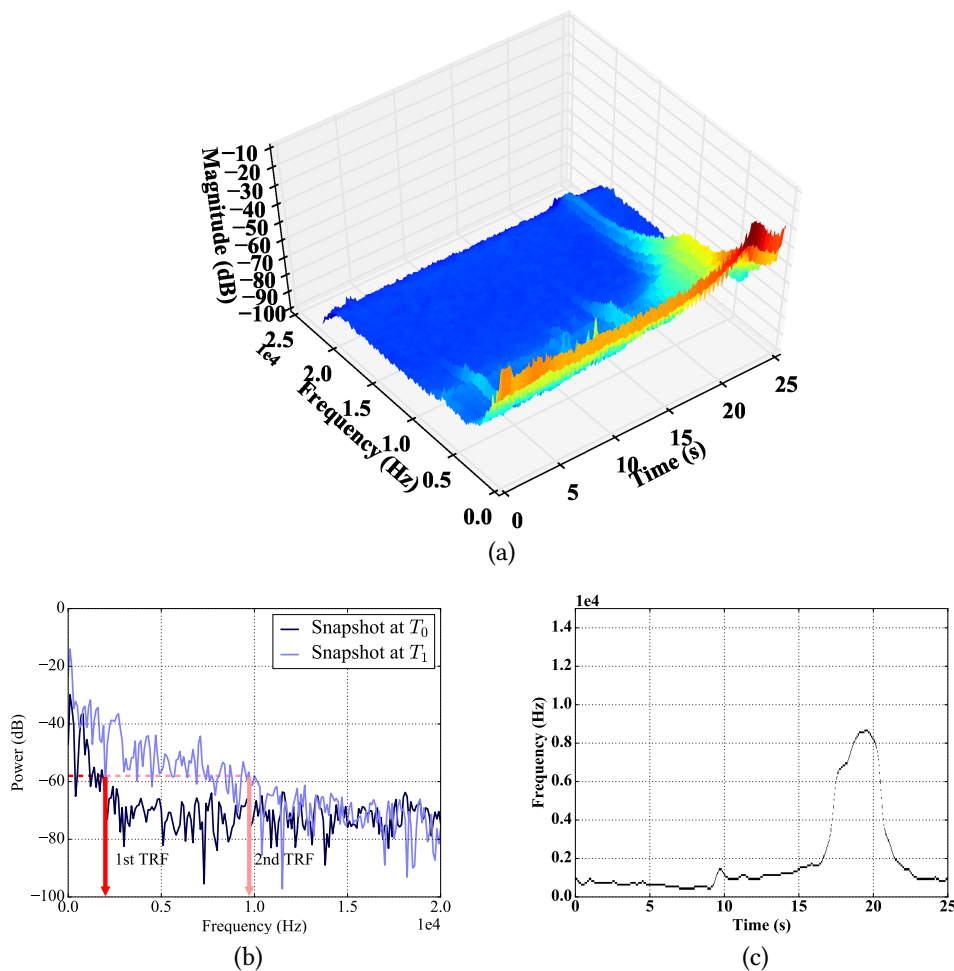 −10
−20
−30
−40
−50
−60
−70
−80
−90
−100
Magnitude (dB)
2.5
1e4
2.0
1.5
1.0
0.5
0.0
Frequency (Hz)
0
5
10
15
20
25
Time (s)
(a)
0
−20
−40
−60
−80
−100
Power (dB)
Snapshot at T0
Snapshot at T1
1st TRF
2nd TRF
0.0 0.5 1.0 1.5 2.0
1e4
Frequency (Hz)
(b)
1e4
1.4
1.2
1.0
0.8
0.6
0.4
0.2
0.0
Frequency (Hz)
0 5 10 15 20 25
Time (s)
(c)